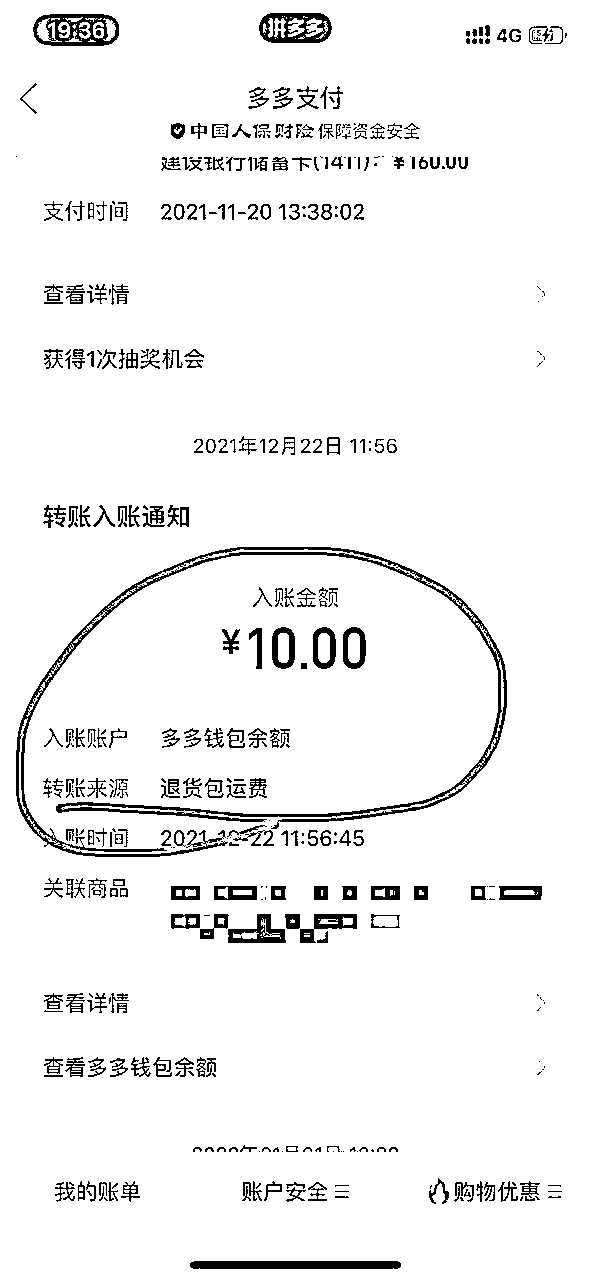 19:36
拼多多
4G
多多支付
中国人保财险 保障资金安全
建设银行储蓄卡(1411)：¥160.00
支付时间 2021-11-20 13:38:02
查看详情
获得1次抽奖机会
2021年12月22日 11:56
转账入账通知
入账金额
¥10.00
入账账户 多多钱包余额
转账来源 退货包运费
入账时间 2021-12-22 11:56:45
关联商品
查看详情
查看多多钱包余额
我的账单
账户安全
购物优惠